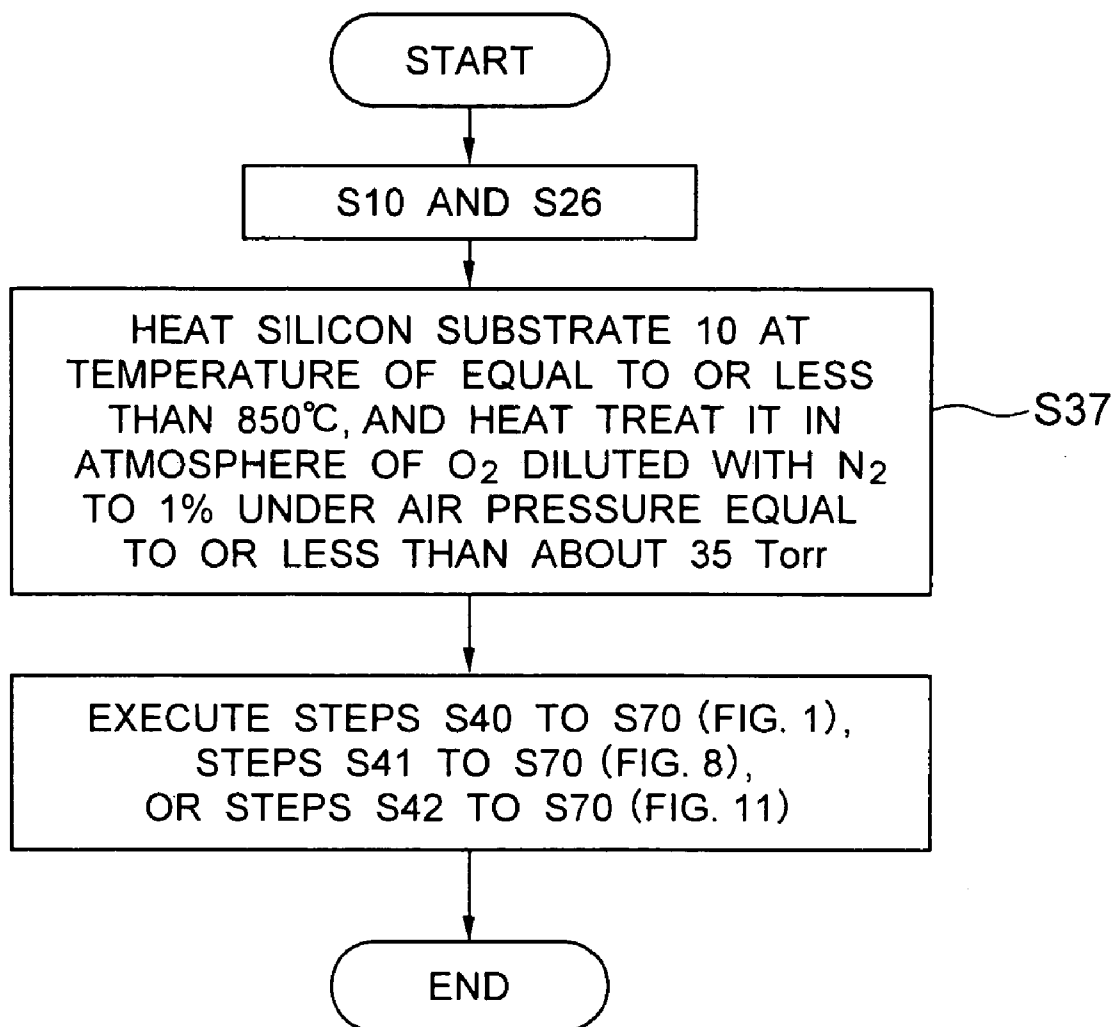 START
S10 AND S26
HEAT SILICON SUBSTRATE 10 AT
TEMPERATURE OF EQUAL TO OR LESS
THAN 850℃, AND HEAT TREAT IT IN
ATMOSPHERE OF O2 DILUTED WITH N2
TO 1% UNDER AIR PRESSURE EQUAL
TO OR LESS THAN ABOUT 35 Torr
S37
EXECUTE STEPS S40 TO S70 (FIG. 1),
STEPS S41 TO S70 (FIG. 8),
OR STEPS S42 TO S70 (FIG. 11)
END